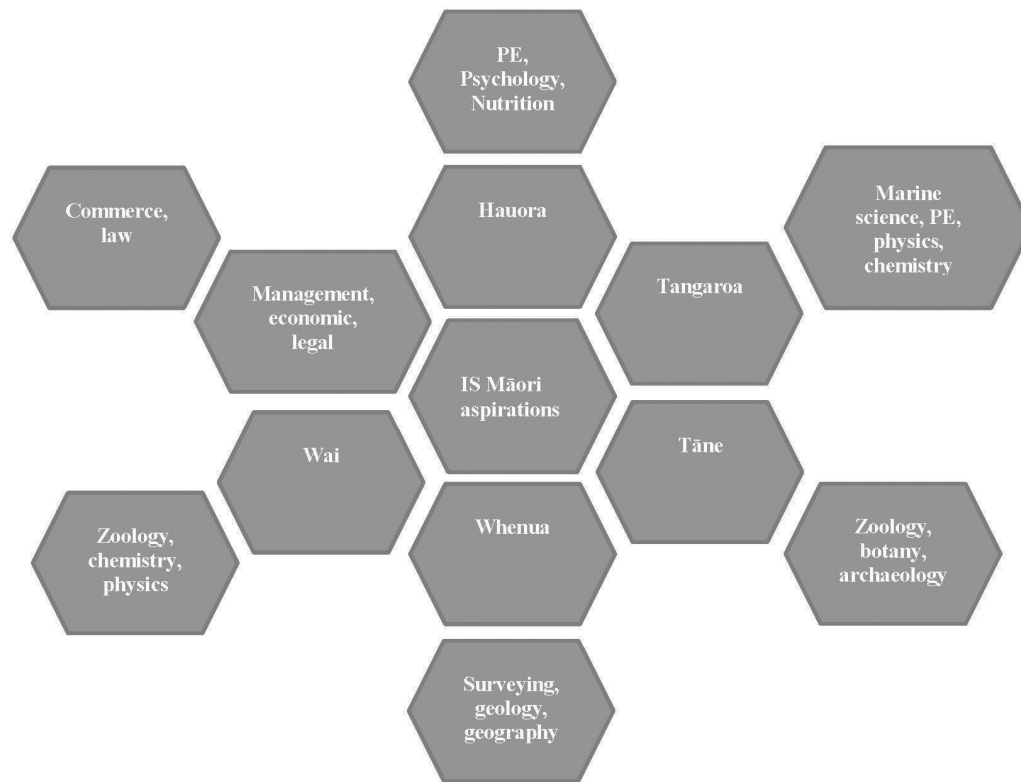 PE,
Psychology,
Nutrition
Commerce,
law
Hauora
Marine
science, PE,
physics,
chemistry
Management,
economic,
legal
Tangaroa
IS Māori
aspirations
Wai
Tāne
Zoology,
chemistry,
physics
Whenua
Zoology,
botany,
archaeology
Surveying,
geology,
geography